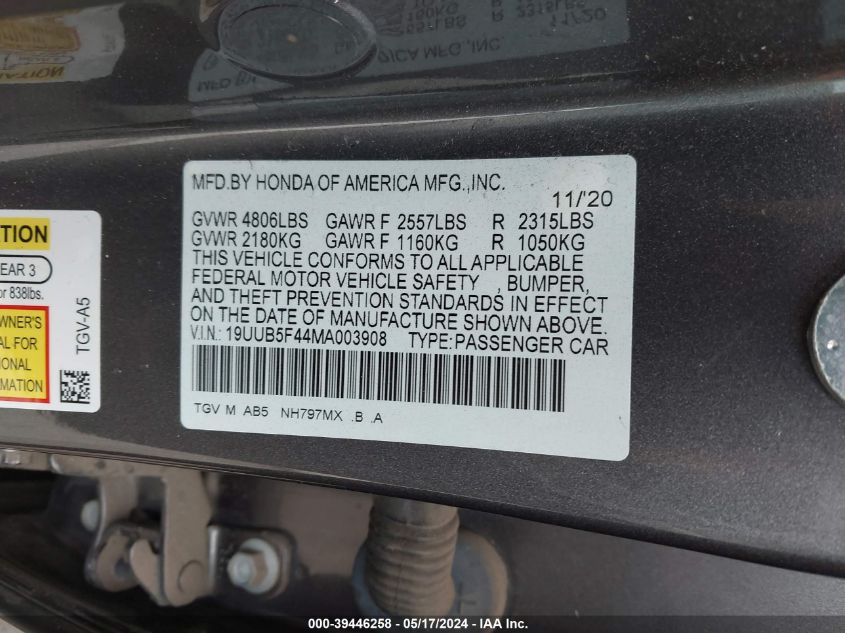 MFD.BY HONDA OF AMERICA MFG.,INC.
11/'20
GVWR 4806LBS GAWR F 2557LBS R 2315LBS
GVWR 2180KG GAWR F 1160KG R 1050KG
THIS VEHICLE CONFORMS TO ALL APPLICABLE
FEDERAL MOTOR VEHICLE SAFETY , BUMPER,
AND THEFT PREVENTION STANDARDS IN EFFECT
ON THE DATE OF MANUFACTURE SHOWN ABOVE.
V.I.N.: 19UUB5F44MA003908 TYPE:PASSENGER CAR
TGV M AB5 NH797MX .B .A
TION
EAR 3
or 838lbs.
WNER'S
AL FOR
IONAL
MATION
TGV-A5
000-39446258 - 05/17/2024 - IAA Inc.